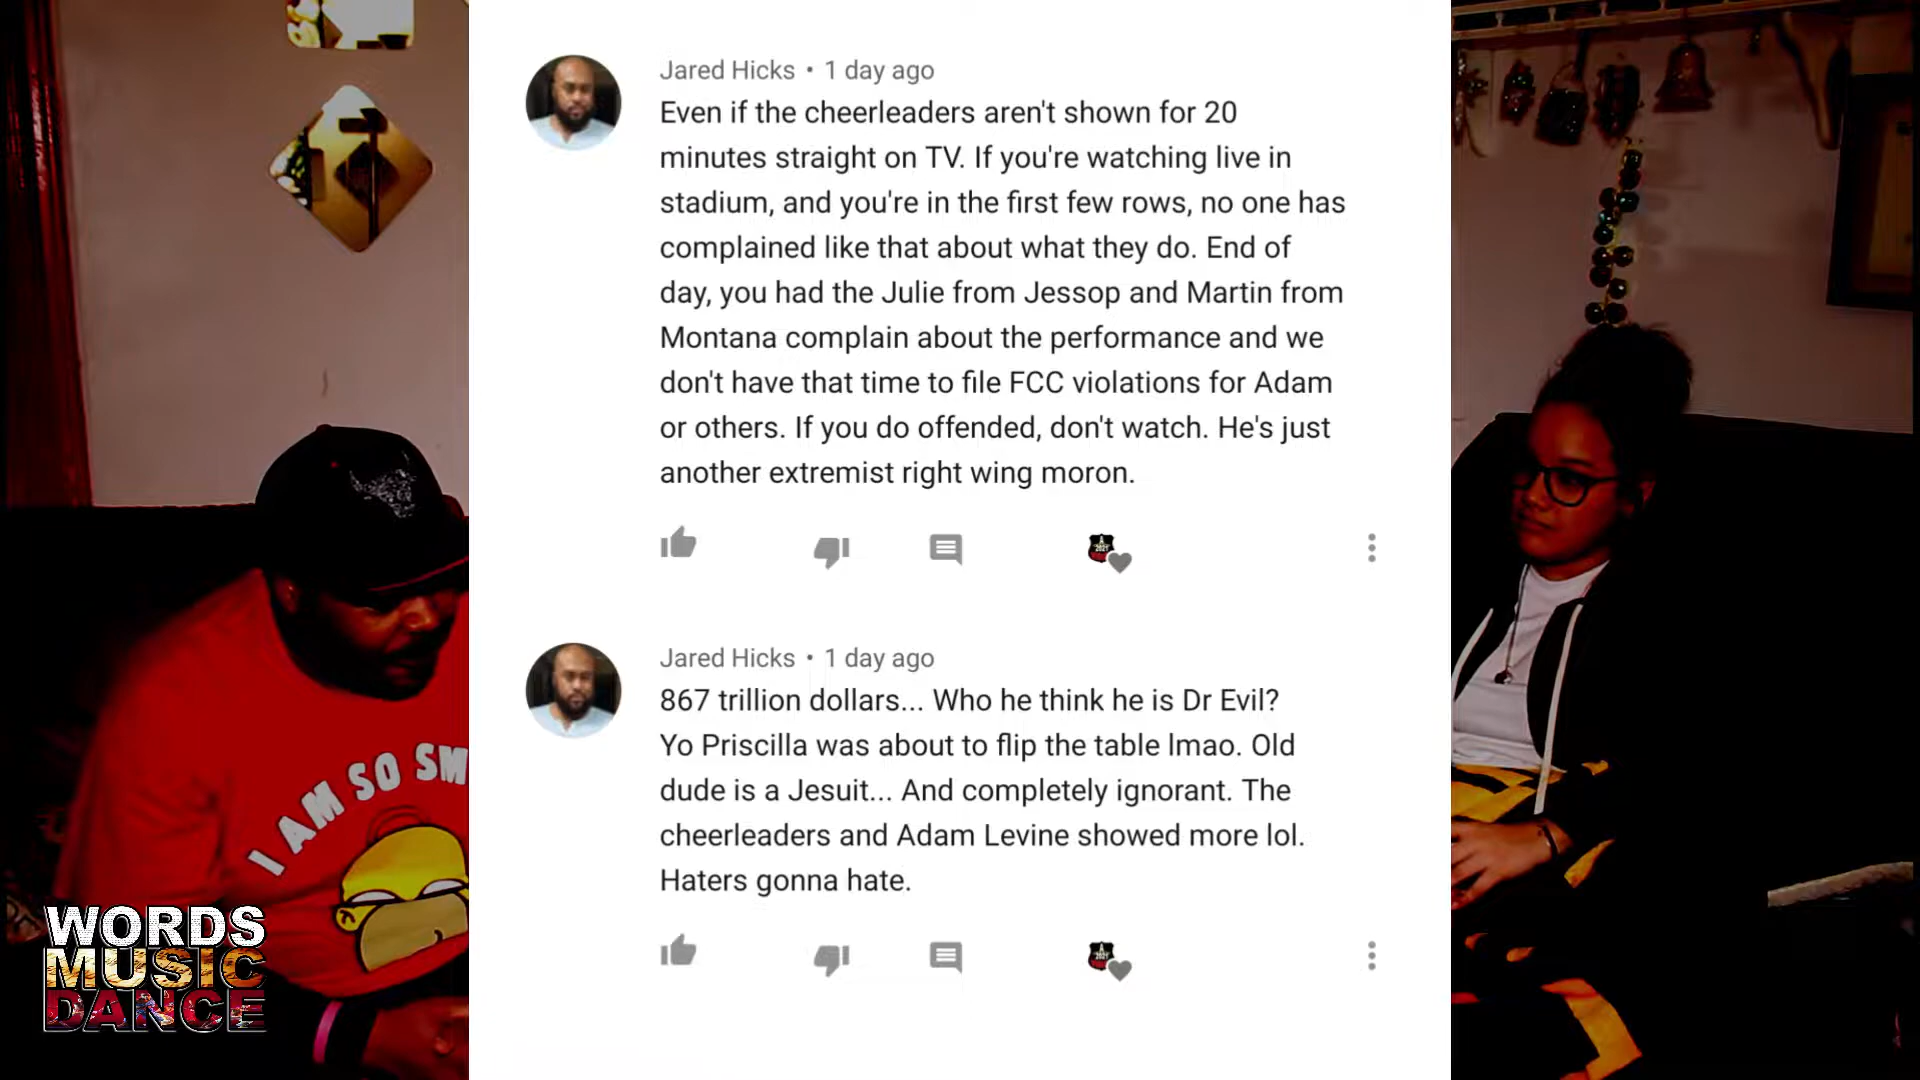 Jared Hicks • 1 day ago
Even if the cheerleaders aren't shown for 20
minutes straight on TV. If you're watching live in
stadium, and you're in the first few rows, no one has
complained like that about what they do. End of
day, you had the Julie from Jessop and Martin from
Montana complain about the performance and we
don't have that time to file FCC violations for Adam
or others. If you do offended, don't watch. He's just
another extremist right wing moron.
Jared Hicks • 1 day ago
867 trillion dollars... Who he think he is Dr Evil?
Yo Priscilla was about to flip the table lmao. Old
dude is a Jesuit... And completely ignorant. The
cheerleaders and Adam Levine showed more lol.
Haters gonna hate.
I AM SO SM
WORDS
MUSIC
DANCE